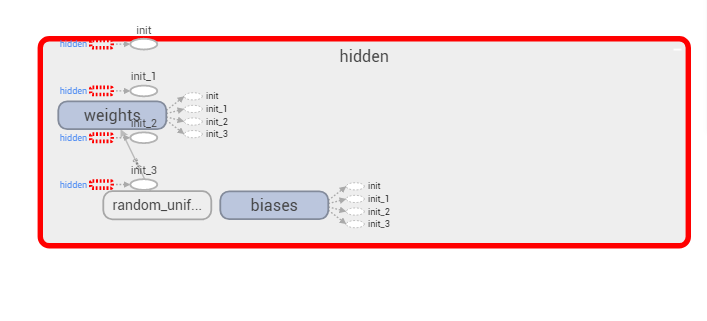 init
hidden
hidden
init_1
hidden
init
weights
init_1
init_2
init_2
hidden
init_3
init_3
hidden
init
random_unif...
biases
init_1
init_2
init_3